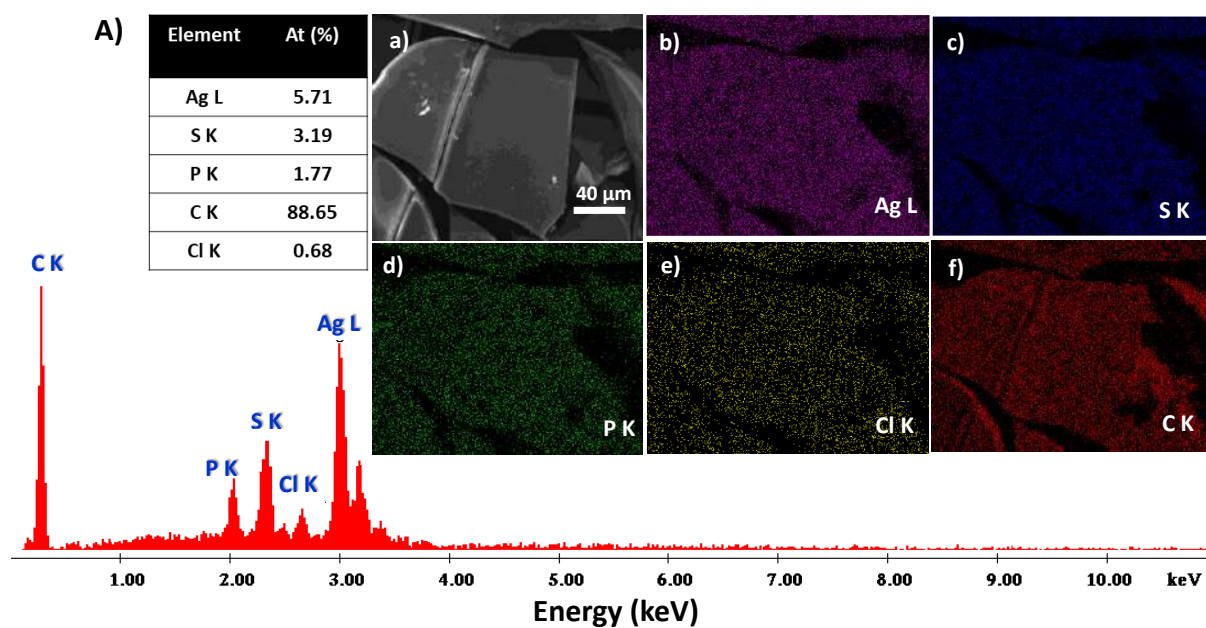 A)
Element At (%)
Ag L 5.71
S K 3.19
P K 1.77
C K 88.65
Cl K 0.68
a)
40 µm
b)
Ag L
c)
S K
d)
P K
e)
Cl K
f)
C K
C K
P K
S K
Cl K
Ag L
1.00 2.00 3.00 4.00 5.00 6.00 7.00 8.00 9.00 10.00 keV
Energy (keV)